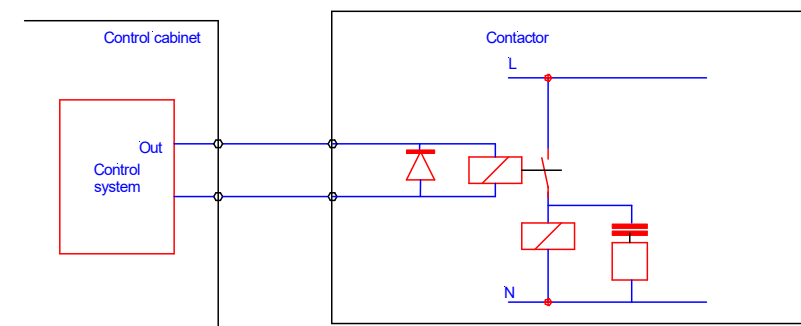 Control cabinet
Contactor
L
Out
Control
system
N